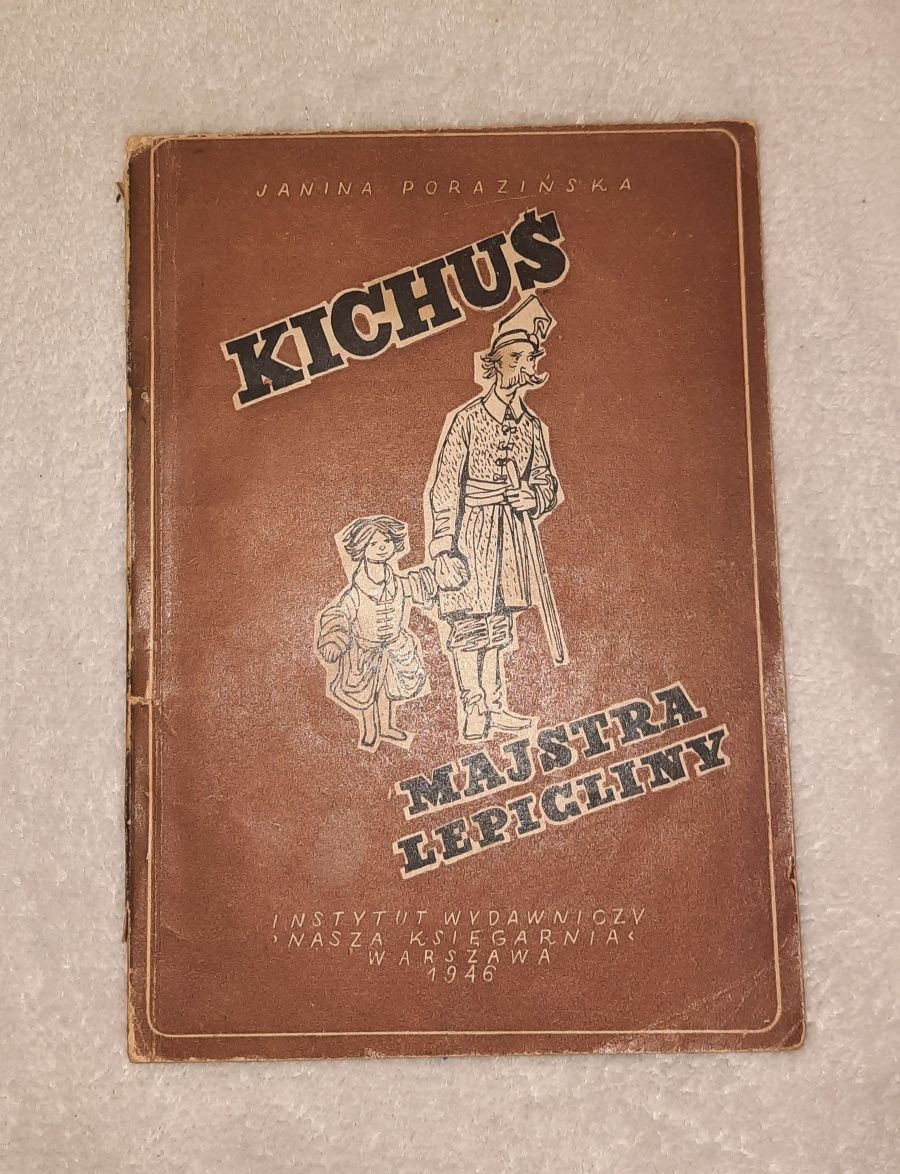 JANINA PORAZIŃSKA
KICHUŚ
MAJSTRA
LEPIGLINY
INSTYTUT WYDAWNICZY
›NASZA KSIĘGARNIA‹
WARSZAWA
1946